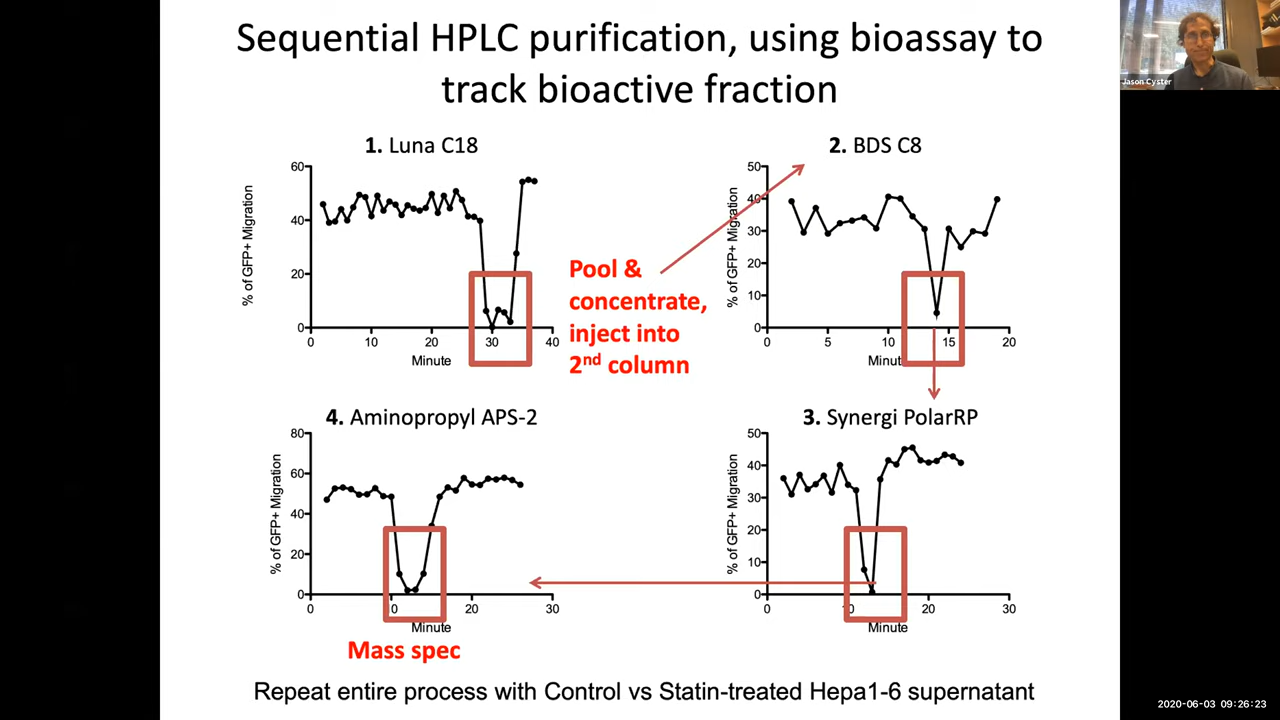 Sequential HPLC purification, using bioassay to
track bioactive fraction
Jason Cyster
1. Luna C18
% of GFP+ Migration
60
40
20
0
0 10 20 30 40
Minute
Pool &
concentrate,
inject into
2nd column
2. BDS C8
% of GFP+ Migration
50
40
30
20
10
0
0 5 10 15 20
Minut
4. Aminopropyl APS-2
% of GFP+ Migration
80
60
40
20
0
0 10 20 30
Minute
Mass spec
3. Synergi PolarRP
% of GFP+ Migration
50
40
30
20
10
0
0 10 20 30
Minute
Repeat entire process with Control vs Statin-treated Hepa1-6 supernatant
2020-06-03 09:26:23